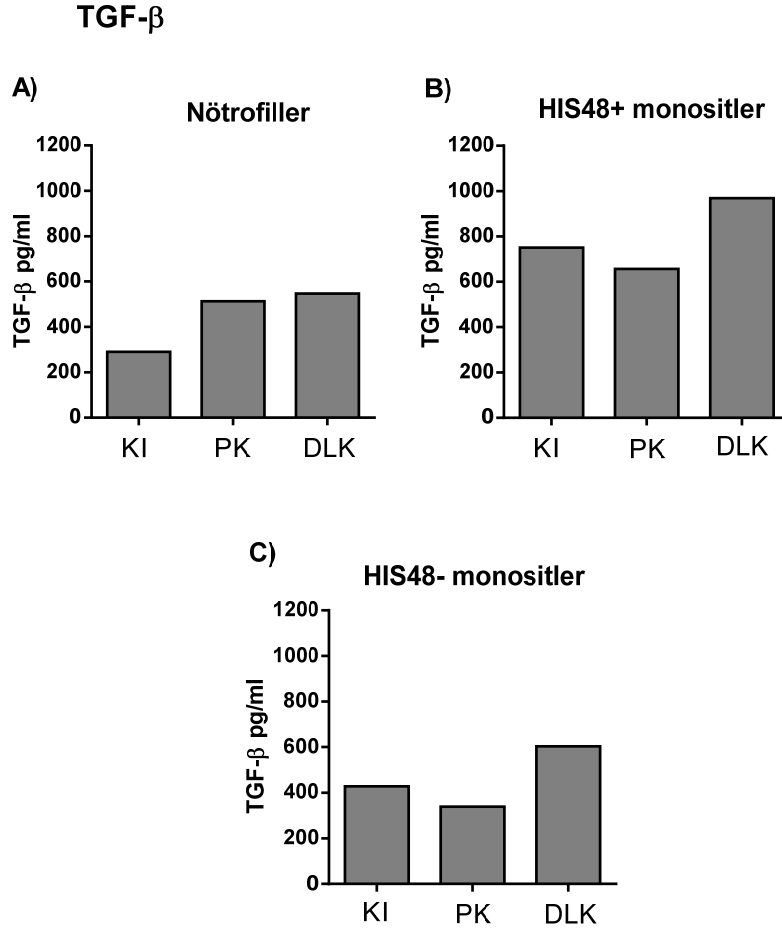 TGF-β
A)
Nötrofiller
1200
1000
800
600
400
200
0
TGF-β pg/ml
KI PK DLK
B)
HIS48+ monositler
1200
1000
800
600
400
200
0
TGF-β pg/ml
KI PK DLK
C)
HIS48- monositler
1200
1000
800
600
400
200
0
TGF-β pg/ml
KI PK DLK